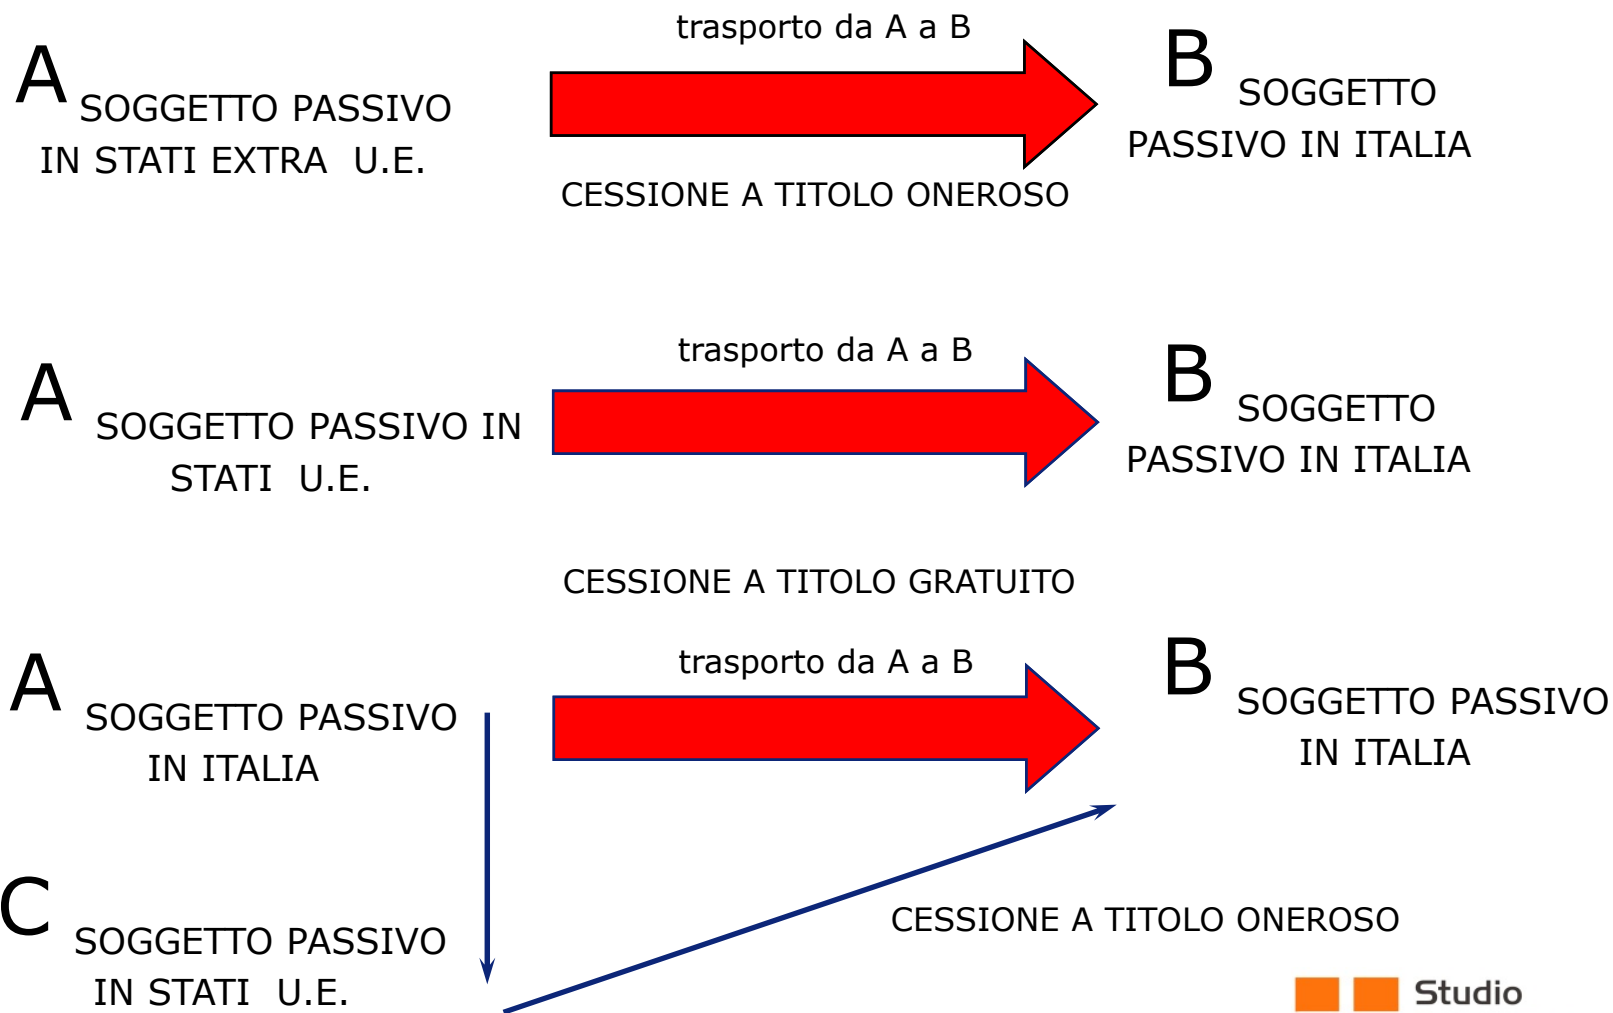 trasporto da A a B
A
SOGGETTO PASSIVO
IN STATI EXTRA U.E.
B
SOGGETTO
PASSIVO IN ITALIA
CESSIONE A TITOLO ONEROSO
trasporto da A a B
A
SOGGETTO PASSIVO IN
STATI U.E.
B
SOGGETTO
PASSIVO IN ITALIA
CESSIONE A TITOLO GRATUITO
trasporto da A a B
A
SOGGETTO PASSIVO
IN ITALIA
B
SOGGETTO PASSIVO
IN ITALIA
C
SOGGETTO PASSIVO
IN STATI U.E.
CESSIONE A TITOLO ONEROSO
Studio